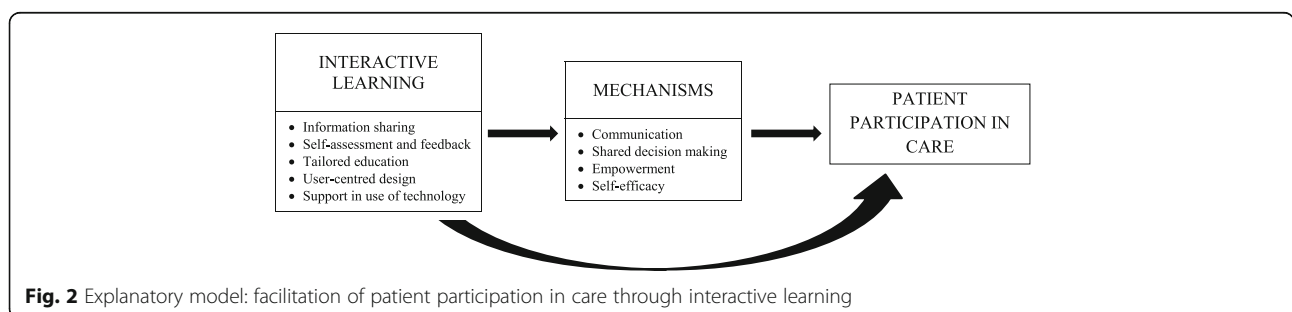 INTERACTIVE
LEARNING
• Information sharing
• Self-assessment and feedback
• Tailored education
• User-centred design
• Support in use of technology
MECHANISMS
• Communication
• Shared decision making
• Empowerment
• Self-efficacy
PATIENT
PARTICIPATION IN
CARE
Fig. 2 Explanatory model: facilitation of patient participation in care through interactive learning